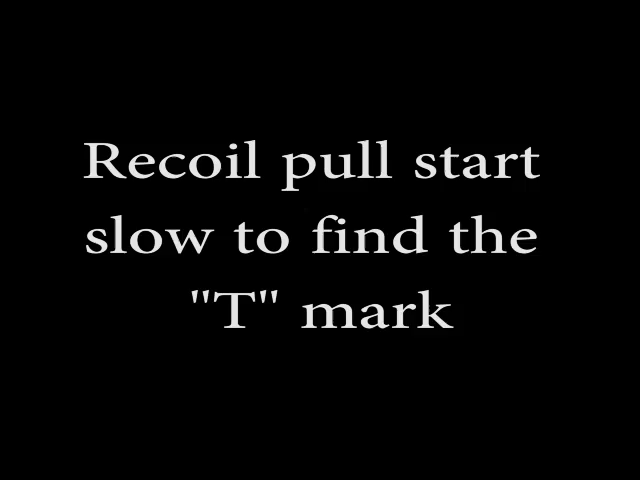 Recoil pull start
slow to find the
"T" mark